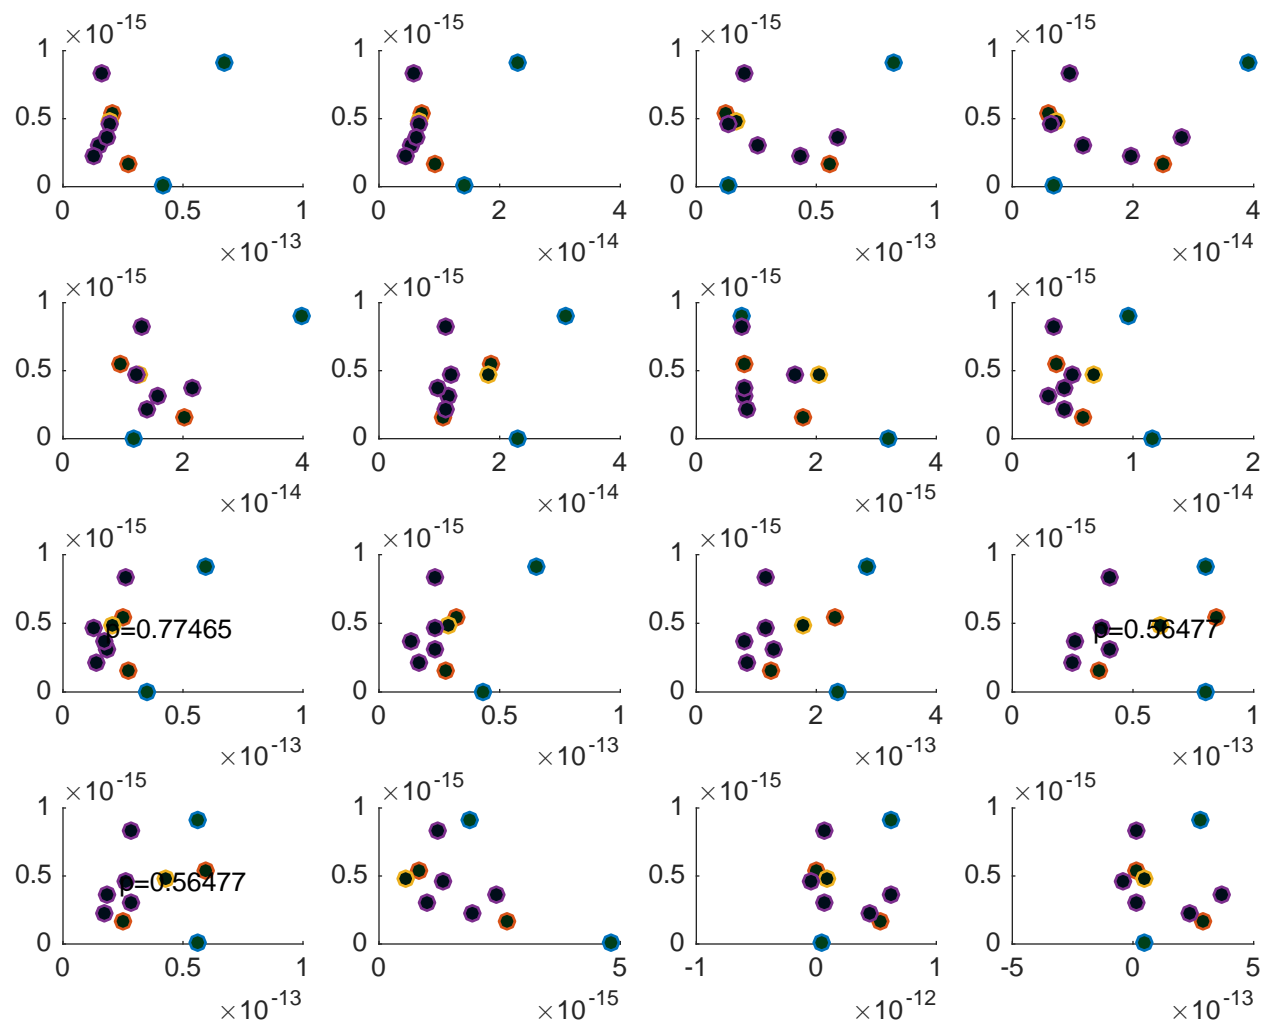 ×10-15 ×10-15 ×10-15 ×10-15
1 1 1 1
0.5 0.5 0.5 0.5
0 0 0 0
0 0.5 1 0 2 4 0 0.5 1 0 2 4
×10-13 ×10-14 ×10-13 ×10-14
×10-15 ×10-15 ×10-15 ×10-15
1 1 1 1
0.5 0.5 0.5 0.5
0 0 0 0
0 2 4 0 2 4 0 2 4 0 1 2
×10-14 ×10-14 ×10-15 ×10-14
×10-15 ×10-15 ×10-15 ×10-15
1 1 1 1
0.5 0.5 0.5 0.5
p=0.77465 p=0.56477
0 0 0 0
0 0.5 1 0 0.5 1 0 2 4 0 0.5 1
×10-13 ×10-13 ×10-13 ×10-13
×10-15 ×10-15 ×10-15 ×10-15
1 1 1 1
0.5 0.5 0.5 0.5
p=0.56477
0 0 0 0
0 0.5 1 0 5 -1 0 1 -5 0 5
×10-13 ×10-15 ×10-12 ×10-13